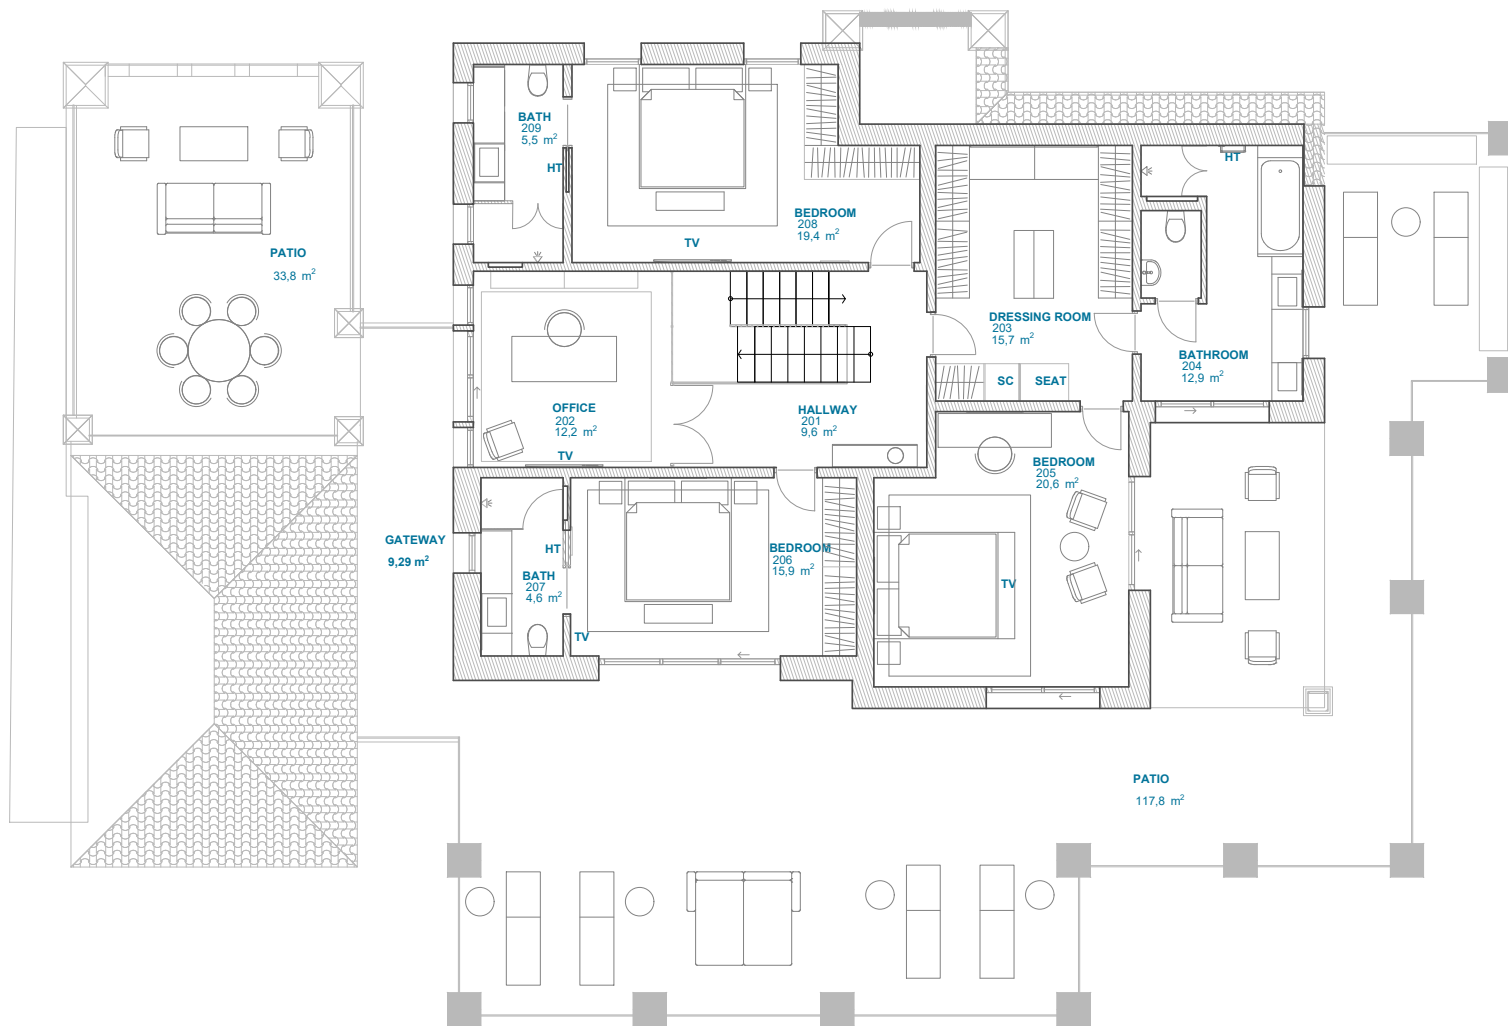 BATH
209
5,5 m²
HT
BEDROOM
208
19,4 m²
TV
HT
PATIO
33,8 m²
DRESSING ROOM
203
15,7 m²
BATHROOM
204
12,9 m²
SC
SEAT
OFFICE
202
12,2 m²
TV
HALLWAY
201
9,6 m²
BEDROOM
205
20,6 m²
TV
GATEWAY
9,29 m²
HT
BATH
207
4,6 m²
BEDROOM
206
15,9 m²
TV
PATIO
117,8 m²